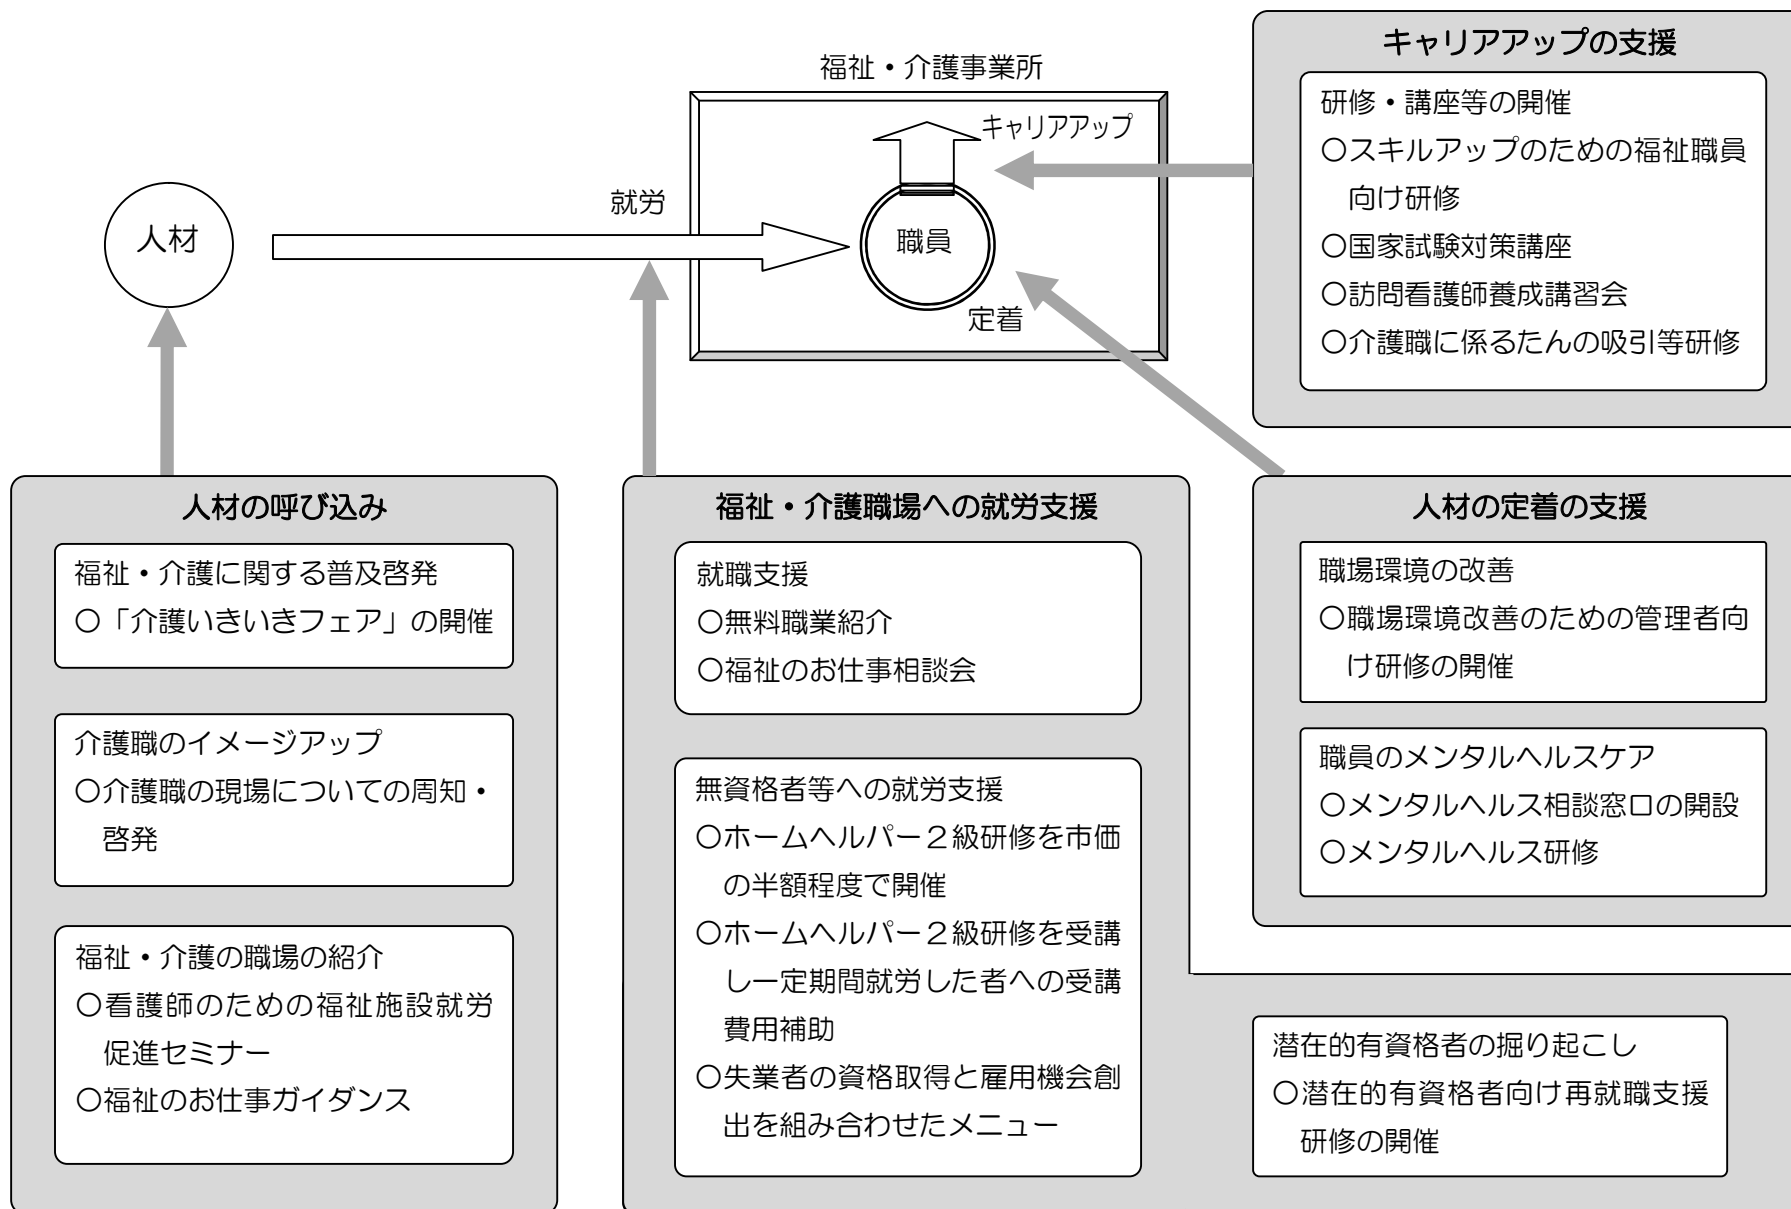 福祉・介護事業所
キャリアアップ
就労
人材
職員
定着
キャリアアップの支援
研修・講座等の開催
○スキルアップのための福祉職員
向け研修
○国家試験対策講座
○訪問看護師養成講習会
○介護職に係るたんの吸引等研修
人材の呼び込み
福祉・介護に関する普及啓発
○「介護いきいきフェア」の開催
介護職のイメージアップ
○介護職の現場についての周知・
啓発
福祉・介護の職場の紹介
○看護師のための福祉施設就労
促進セミナー
○福祉のお仕事ガイダンス
福祉・介護職場への就労支援
就職支援
○無料職業紹介
○福祉のお仕事相談会
無資格者等への就労支援
○ホームヘルパー２級研修を市価
の半額程度で開催
○ホームヘルパー２級研修を受講
し一定期間就労した者への受講
費用補助
○失業者の資格取得と雇用機会創
出を組み合わせたメニュー
潜在的有資格者の掘り起こし
○潜在的有資格者向け再就職支援
研修の開催
人材の定着の支援
職場環境の改善
○職場環境改善のための管理者向
け研修の開催
職員のメンタルヘルスケア
○メンタルヘルス相談窓口の開設
○メンタルヘルス研修